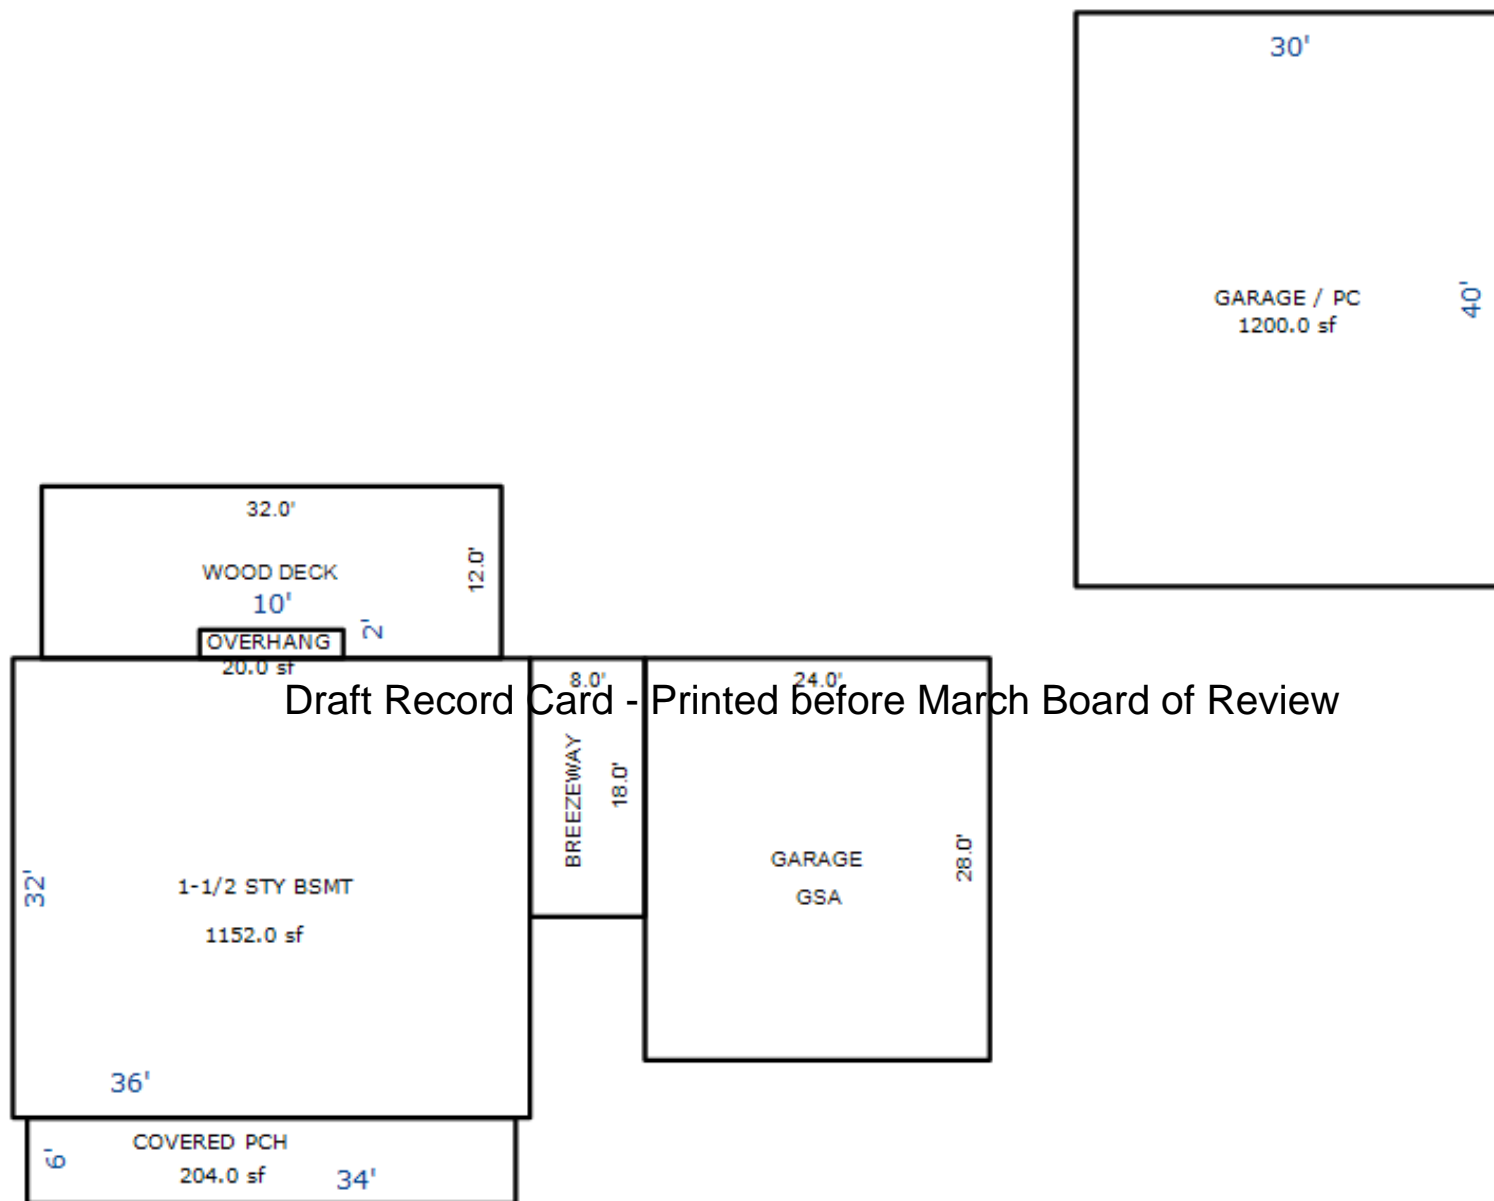 30'
GARAGE / PC
1200.0 sf
40'
32.0'
WOOD DECK
12.0'
10'
2'
OVERHANG
20.0 sf
8.0'
24.0'
Draft Record Card - Printed before March Board of Review
BREEZEWAY
18.0'
28.0'
GARAGE
GSA
32'
1-1/2 STY BSMT
1152.0 sf
36'
COVERED PCH
6'
204.0 sf
34'